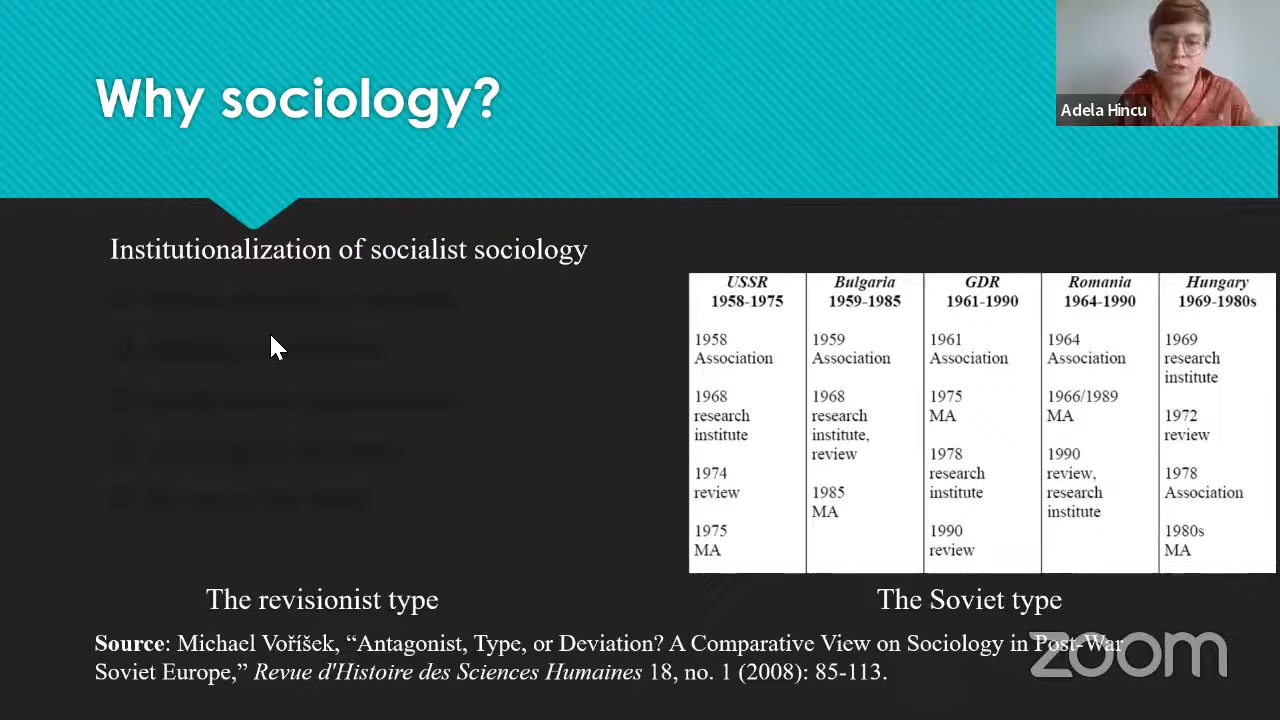 Why sociology?
Adela Hincu
Institutionalization of socialist sociology
USSR
1958-1975
1958
Association
1968
research
institute
1974
review
1975
MA
Bulgaria
1959-1985
1959
Association
1968
research
institute,
review
1985
MA
GDR
1961-1990
1961
Association
1975
MA
1978
research
institute
1990
review
Romania
1964-1990
1964
Association
1966/1989
MA
1990
review,
research
institute
Hungary
1969-1980s
1969
research
institute
1972
review
1978
Association
1980s
MA
The revisionist type
The Soviet type
Source: Michael Voříšek, “Antagonist, Type, or Deviation? A Comparative View on Sociology in Post-War
Soviet Europe,” Revue d'Histoire des Sciences Humaines 18, no. 1 (2008): 85-113.
zoom